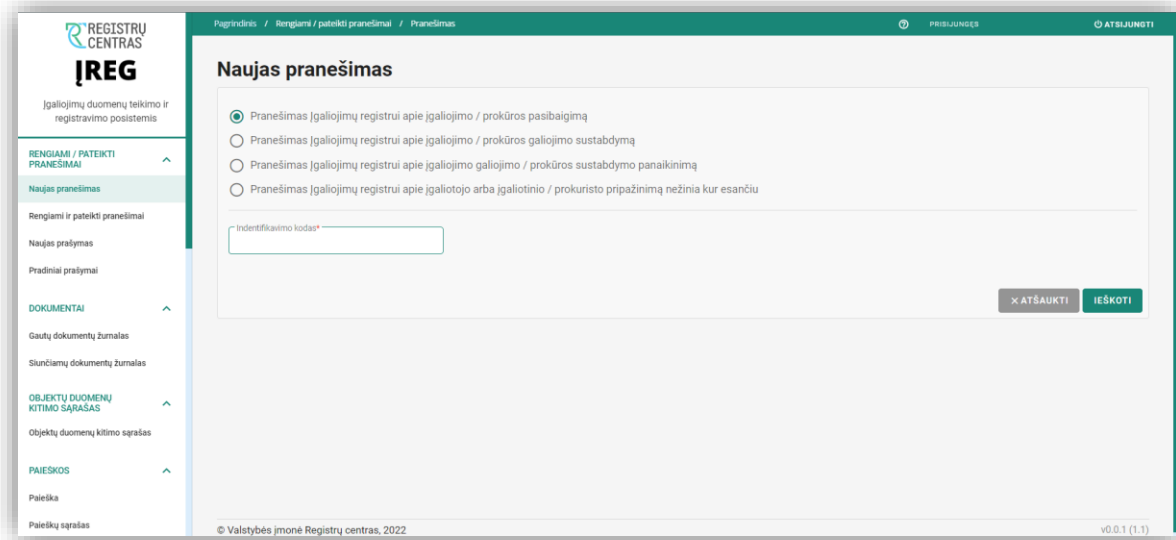 REGISTRŲ
CENTRAS
ĮREG
Įgaliojimų duomenų teikimo ir
registravimo posistemis
RENGIAMI / PATEIKTI
PRANEŠIMAI
Naujas pranešimas
Rengiami ir pateikti pranešimai
Naujas prašymas
Pradiniai prašymai
DOKUMENTAI
Gautų dokumentų žurnalas
Siunčiamų dokumentų žurnalas
OBJEKTŲ DUOMENŲ
KITIMO SĄRAŠAS
Objektų duomenų kitimo sąrašas
PAIEŠKOS
Paieška
Paieškų sąrašas
Pagrindinis / Rengiami / pateikti pranešimai / Pranešimas
PRISIJUNGĘS
ATSIJUNGTI
Naujas pranešimas
Pranešimas Įgaliojimų registrui apie įgaliojimo / prokūros pasibaigimą
Pranešimas Įgaliojimų registrui apie įgaliojimo / prokūros galiojimo sustabdymą
Pranešimas Įgaliojimų registrui apie įgaliojimo galiojimo / prokūros sustabdymo panaikinimą
Pranešimas Įgaliojimų registrui apie įgaliotojo arba įgaliotinio / prokuristo pripažinimą nežinia kur esančiu
Indentifikavimo kodas*
× ATŠAUKTI
IEŠKOTI
© Valstybės įmonė Registrų centras, 2022
v0.0.1 (1.1)